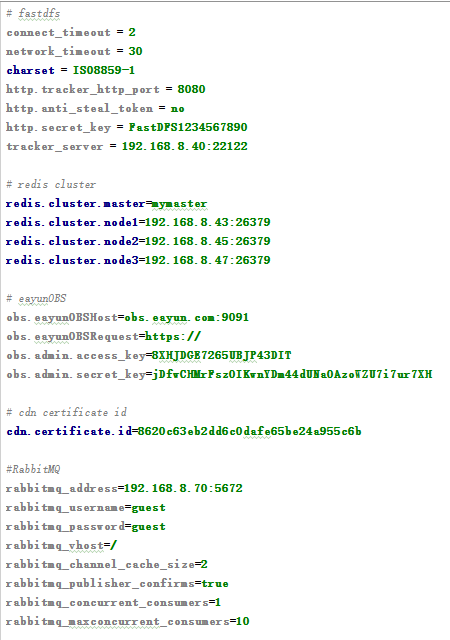 # fastdfs
connect_timeout = 2
network_timeout = 30
charset = ISO8859-1
http.tracker_http_port = 8080
http.anti_steal_token = no
http.secret_key = FastDFS1234567890
tracker_server = 192.168.8.40:22122
# redis cluster
redis.cluster.master=mymaster
redis.cluster.node1=192.168.8.43:26379
redis.cluster.node2=192.168.8.45:26379
redis.cluster.node3=192.168.8.47:26379
# eayunOBS
obs.eayunOBSHost=obs.eayun.com:9091
obs.eayunOBSRequest=https://
obs.admin.access_key=8XHJDGE7265UBJP43DIT
obs.admin.secret_key=jDfwCHMrFszOIKwnYDm44dUNaOAzoWZU7i7ur7XH
# cdn certificate id
cdn.certificate.id=8620c63eb2dd6c0dafe65be24a955c6b
#RabbitMQ
rabbitmq_address=192.168.8.70:5672
rabbitmq_username=guest
rabbitmq_password=guest
rabbitmq_vhost=/
rabbitmq_channel_cache_size=2
rabbitmq_publisher_confirms=true
rabbitmq_concurrent_consumers=1
rabbitmq_maxconcurrent_consumers=10